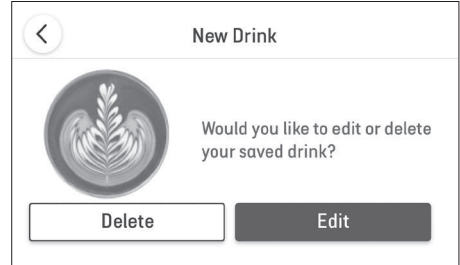 New Drink
Would you like to edit or delete
your saved drink?
Delete
Edit